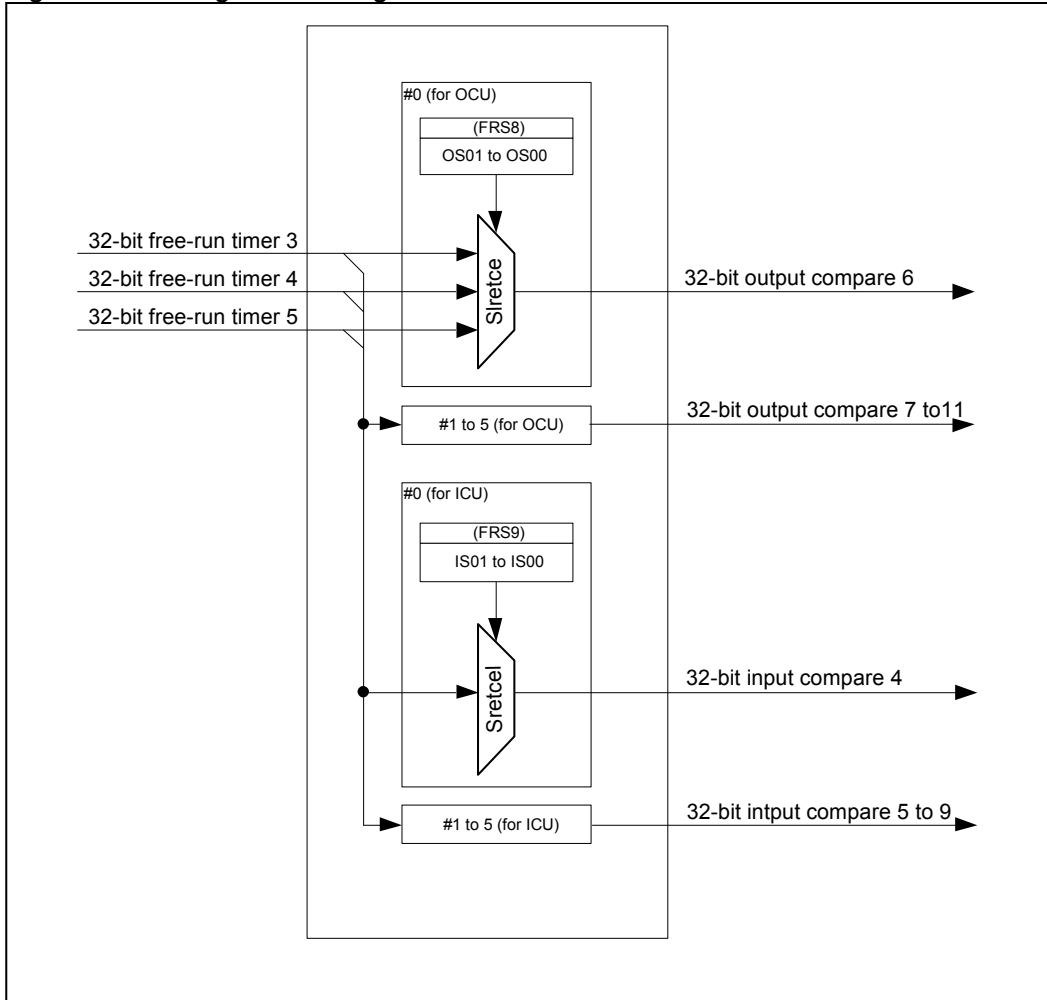 #0 (for OCU)
(FRS8)
OS01 to OS00
32-bit free-run timer 3
32-bit free-run timer 4
32-bit free-run timer 5
Slretce
32-bit output compare 6
#1 to 5 (for OCU)
32-bit output compare 7 to11
#0 (for ICU)
(FRS9)
IS01 to IS00
Sretcel
32-bit input compare 4
#1 to 5 (for ICU)
32-bit intput compare 5 to 9